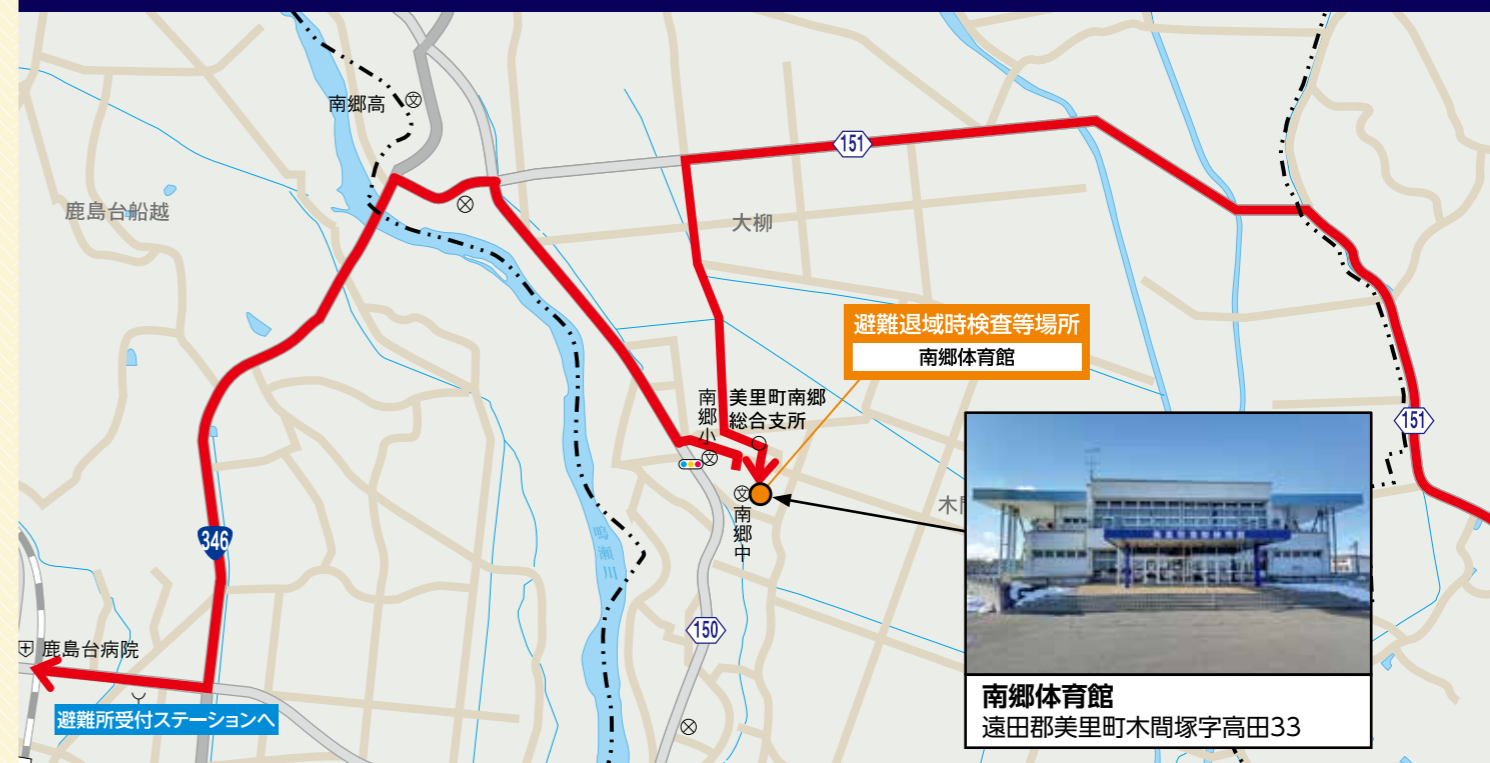 南郷高
151
鹿島台船越
大柳
避難退域時検査等場所
南郷体育館
南郷小
美里町南郷
総合支所
151
南郷中
鳴瀬川
346
150
鹿島台病院
避難所受付ステーションへ
南郷体育館
遠田郡美里町木間塚字高田33